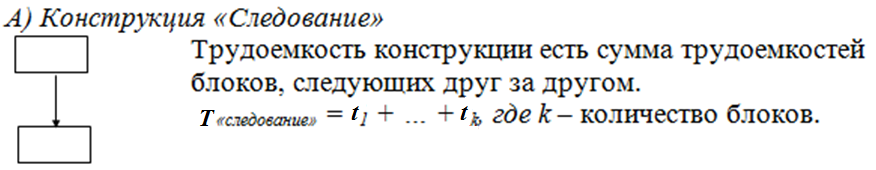 А) Конструкция «Следование»
Трудоемкость конструкции есть сумма трудоемкостей
блоков, следующих друг за другом.
T «следование» = t1 + ... + tk, где k – количество блоков.